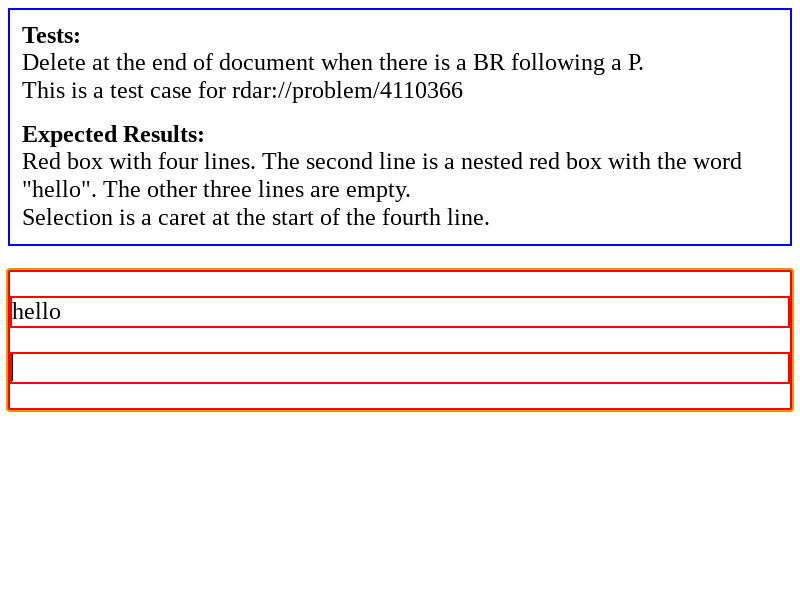 Tests:
Delete at the end of document when there is a BR following a P.
This is a test case for rdar://problem/4110366
Expected Results:
Red box with four lines. The second line is a nested red box with the word
"hello". The other three lines are empty.
Selection is a caret at the start of the fourth line.
hello